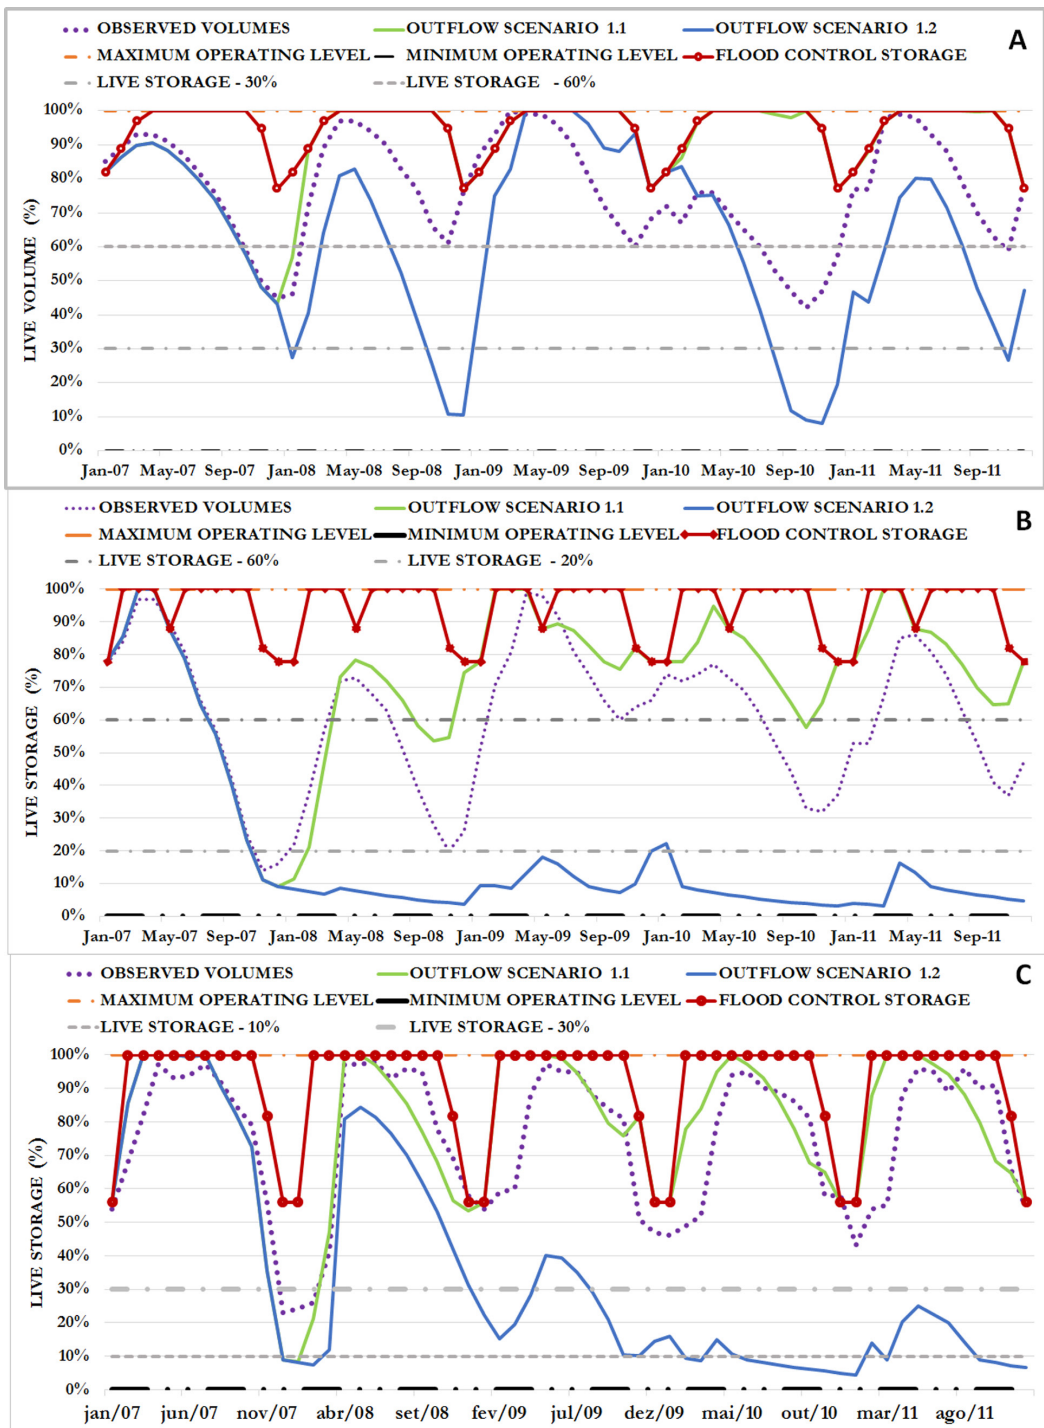 OBSERVED VOLUMES OUTFLOW SCENARIO 1.1 OUTFLOW SCENARIO 1.2 A
MAXIMUM OPERATING LEVEL MINIMUM OPERATING LEVEL FLOOD CONTROL STORAGE
LIVE STORAGE - 30% LIVE STORAGE - 60%
LIVE VOLUME (%)
100%
90%
80%
70%
60%
50%
40%
30%
20%
10%
0%
Jan-07 May-07 Sep-07 Jan-08 May-08 Sep-08 Jan-09 May-09 Sep-09 Jan-10 May-10 Sep-10 Jan-11 May-11 Sep-11
OBSERVED VOLUMES OUTFLOW SCENARIO 1.1 OUTFLOW SCENARIO 1.2 B
MAXIMUM OPERATING LEVEL MINIMUM OPERATING LEVEL FLOOD CONTROL STORAGE
LIVE STORAGE - 60% LIVE STORAGE - 20%
LIVE STORAGE (%)
100%
90%
80%
70%
60%
50%
40%
30%
20%
10%
0%
Jan-07 May-07 Sep-07 Jan-08 May-08 Sep-08 Jan-09 May-09 Sep-09 Jan-10 May-10 Sep-10 Jan-11 May-11 Sep-11
OBSERVED VOLUMES OUTFLOW SCENARIO 1.1 OUTFLOW SCENARIO 1.2 C
MAXIMUM OPERATING LEVEL MINIMUM OPERATING LEVEL FLOOD CONTROL STORAGE
LIVE STORAGE - 10% LIVE STORAGE - 30%
LIVE STORAGE (%)
100%
90%
80%
70%
60%
50%
40%
30%
20%
10%
0%
jan/07 jun/07 nov/07 abr/08 set/08 fev/09 jul/09 dez/09 mai/10 out/10 mar/11 ago/11